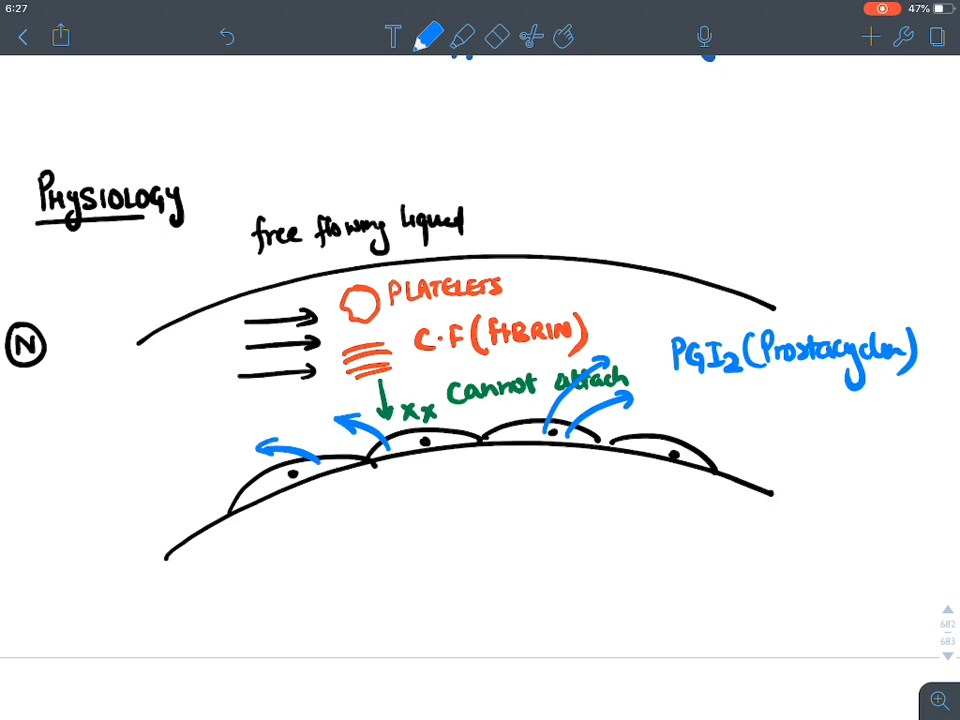 6:27
47%
T
PHYSIOLOGY
free flowing liquid
PLATELETS
N
C.F (FIBRIN)
PGI2 (Prostacyclin)
Cannot attach
xx
682
683